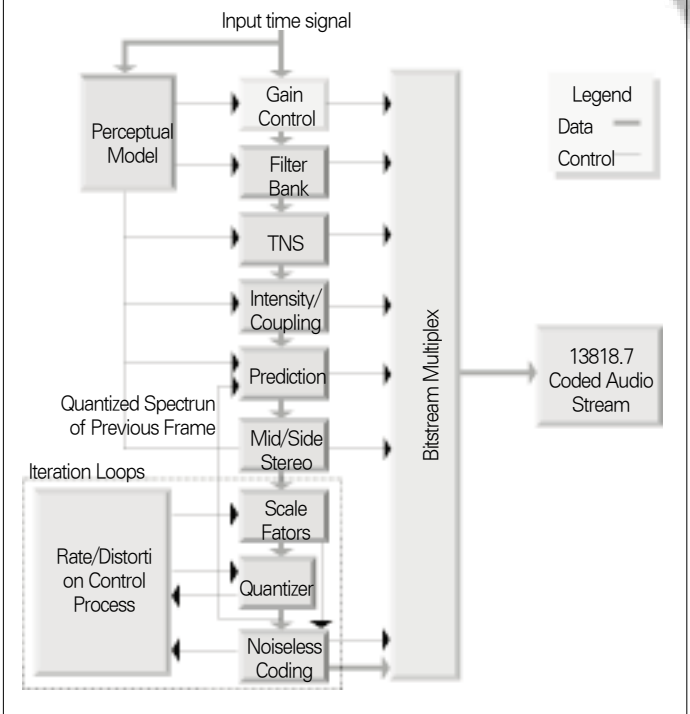 Input time signal
Perceptual
Model
Gain
Control
Filter
Bank
TNS
Intensity/
Coupling
Prediction
Quantized Spectrun
of Previous Frame
Mid/Side
Stereo
Iteration Loops
Rate/Distorti
on Control
Process
Scale
Fators
Quantizer
Noiseless
Coding
Bitstream Multiplex
Legend
Data
Control
13818.7
Coded Audio
Stream